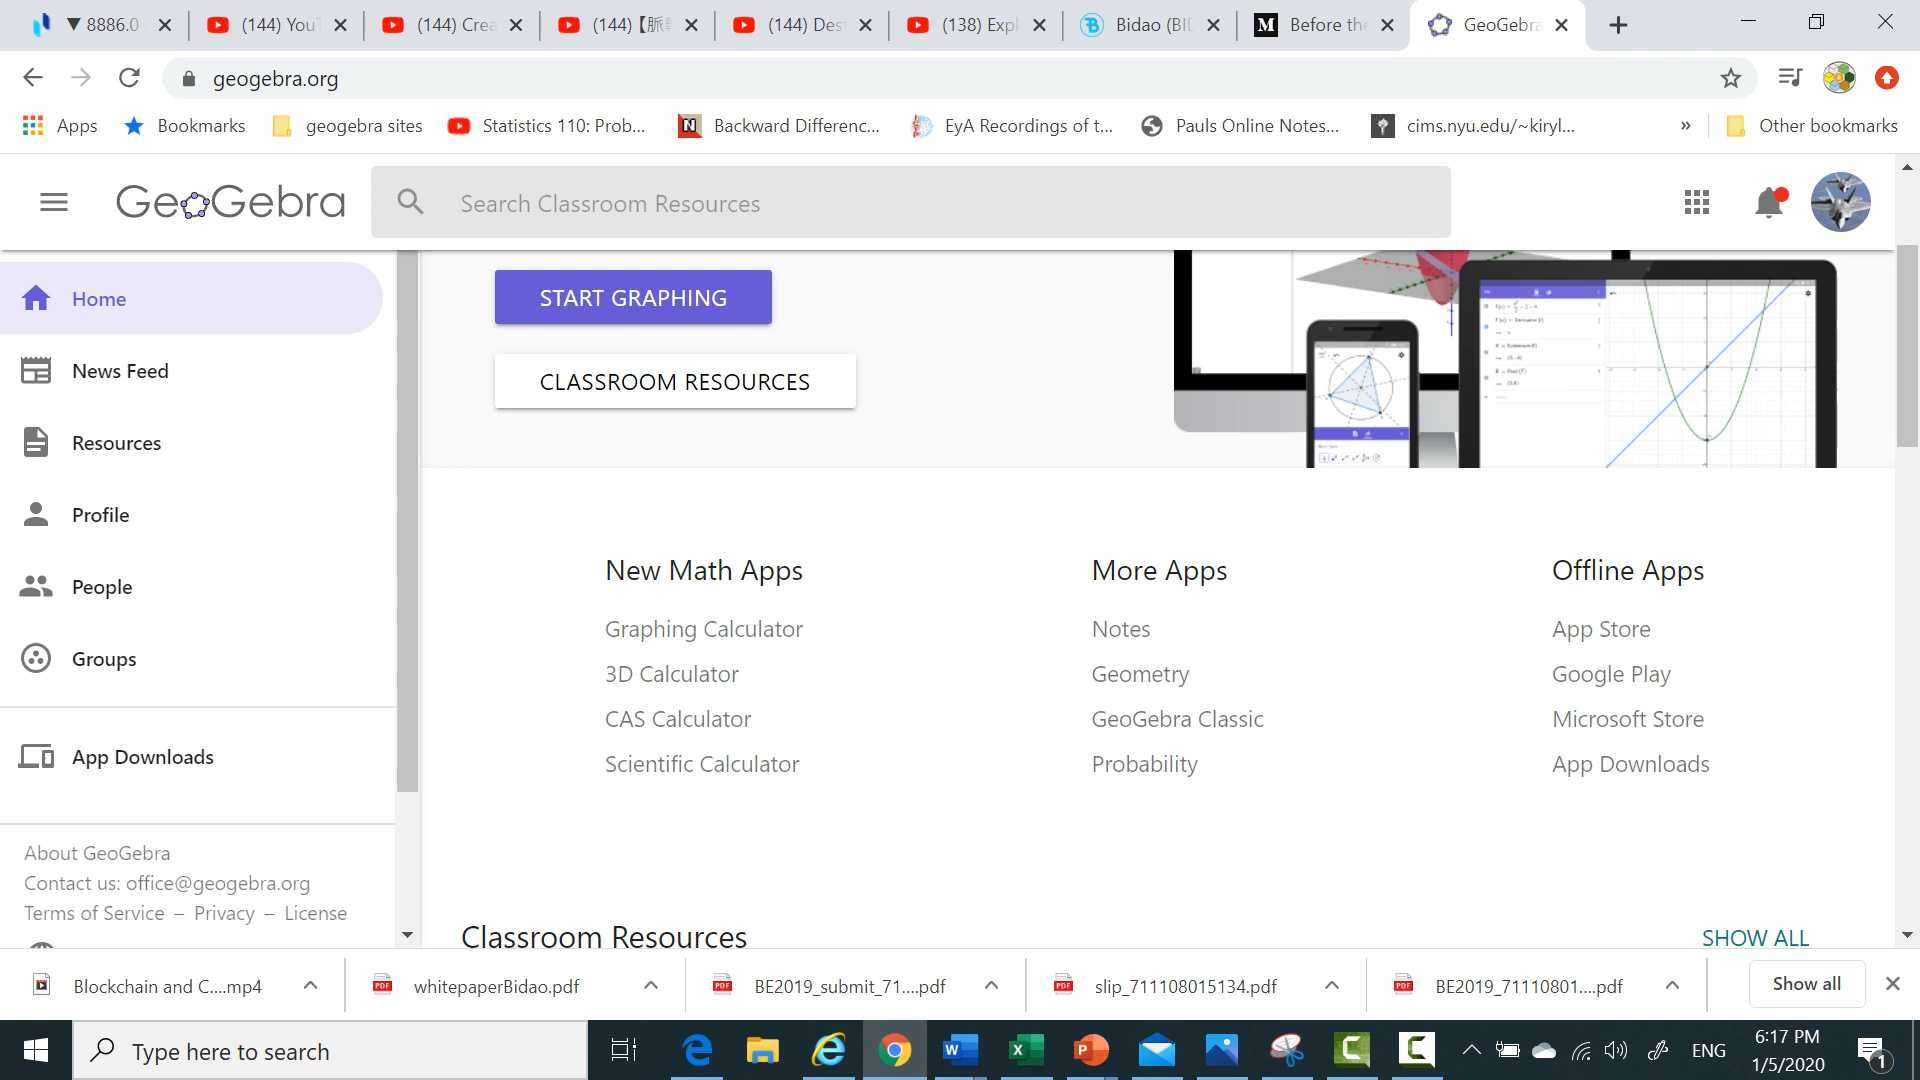 ▼ 8886.0
(144) You
(144) Crea
(144)【脈
(144) Des
(138) Expl
Bidao (BI
Before the
GeoGebra
geogebra.org
Apps
Bookmarks
geogebra sites
Statistics 110: Prob...
Backward Differenc...
EyA Recordings of t...
Pauls Online Notes...
cims.nyu.edu/~kiryl...
»
Other bookmarks
GeoGebra
Search Classroom Resources
Home
News Feed
Resources
Profile
People
Groups
App Downloads
About GeoGebra
Contact us: office@geogebra.org
Terms of Service – Privacy – License
START GRAPHING
CLASSROOM RESOURCES
New Math Apps
Graphing Calculator
3D Calculator
CAS Calculator
Scientific Calculator
More Apps
Notes
Geometry
GeoGebra Classic
Probability
Offline Apps
App Store
Google Play
Microsoft Store
App Downloads
Classroom Resources
SHOW ALL
Blockchain and C....mp4
whitepaperBidao.pdf
BE2019_submit_71....pdf
slip_711108015134.pdf
BE2019_71110801....pdf
Show all
Type here to search
ENG
6:17 PM
1/5/2020
1